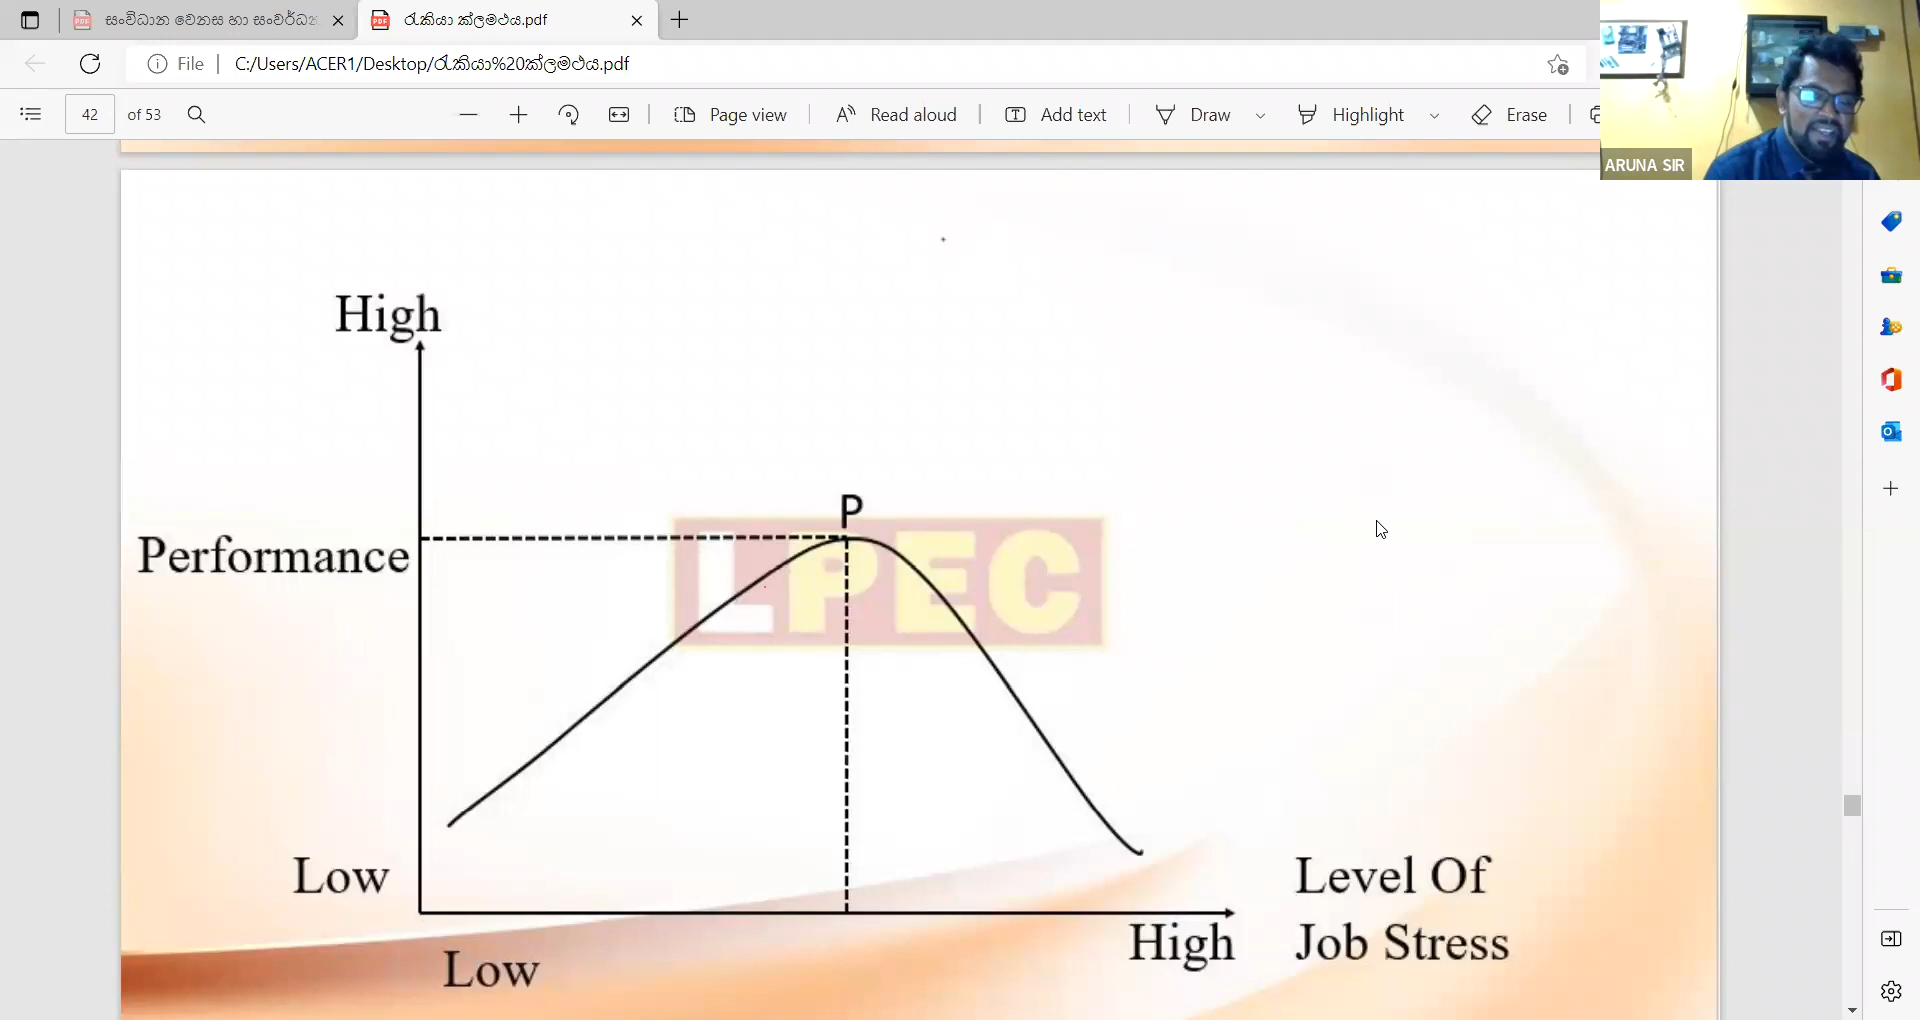 සංවිධාන වෙනස හා සංවර්ධන
රැකියා ක්ලමථය.pdf
File
C:/Users/ACER1/Desktop/රැකියා%20ක්ලමථය.pdf
42 of 53
Page view
Read aloud
Add text
Draw
Highlight
Erase
ARUNA SIR
High
P
Performance
LPEC
Low
Level Of
High Job Stress
Low